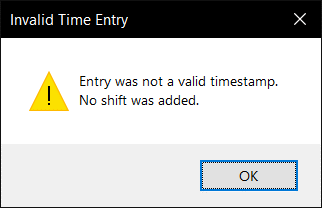 Invalid Time Entry
Entry was not a valid timestamp.
No shift was added.
OK